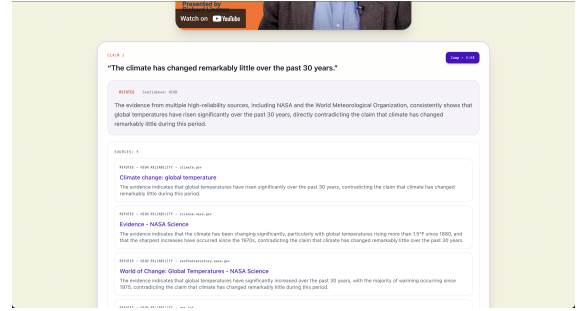 Presented by
Watch on YouTube
CLAIM 2
"The climate has changed remarkably little over the past 30 years."
REFUTED Confidence: HIGH
The evidence from multiple high-reliability sources, including NASA and the World Meteorological Organization, consistently shows that
global temperatures have risen significantly over the past 30 years, directly contradicting the claim that climate has changed
remarkably little during this period.
SOURCES: 5
REFUTED · HIGH RELIABILITY · climate.gov
Climate change: global temperature
The evidence indicates that global temperatures have risen significantly over the past 30 years, contradicting the claim that climate has changed
remarkably little during this period.
REFUTED · HIGH RELIABILITY · science.nasa.gov
Evidence - NASA Science
The evidence indicates that the climate has been changing significantly, particularly with global temperatures rising more than 1.5°F since 1880, and
that the sharpest increases have occurred since the 1970s, contradicting the claim that climate has changed remarkably little over the past 30 years.
REFUTED · HIGH RELIABILITY · earthobservatory.nasa.gov
World of Change: Global Temperatures - NASA Science
The evidence indicates that global temperatures have significantly increased over the past 30 years, with the majority of warming occurring since
1975, contradicting the claim that climate has changed remarkably little during this period.
REFUTED · HIGH RELIABILITY